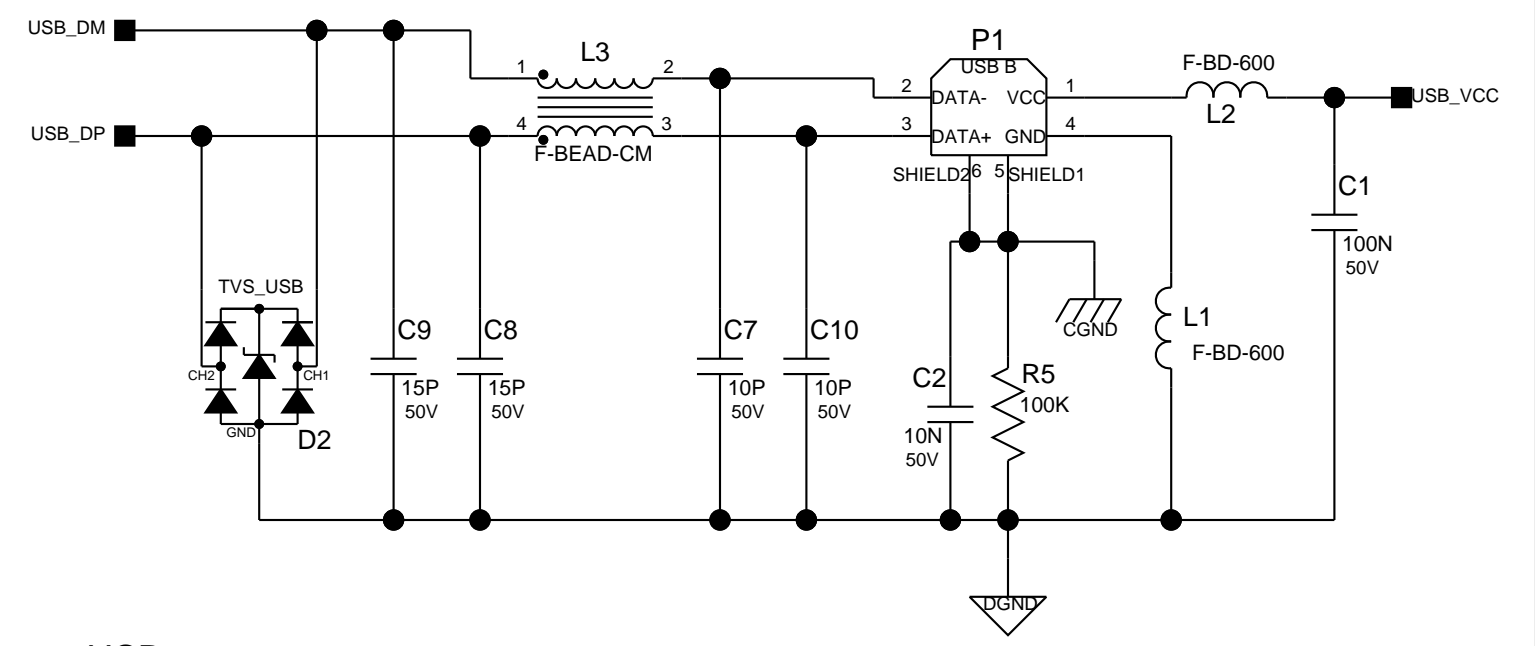 USB_DM
USB_DP
L3
1
2
4
3
F-BEAD-CM
P1
USB B
2
DATA-
VCC
1
3
DATA+
GND
4
SHIELD2
6
5
SHIELD1
F-BD-600
L2
USB_VCC
C1
100N
50V
TVS_USB
CH2
CH1
GND
D2
C9
15P
50V
C8
15P
50V
C7
10P
50V
C10
10P
50V
C2
10N
50V
R5
100K
CGND
L1
F-BD-600
DGND